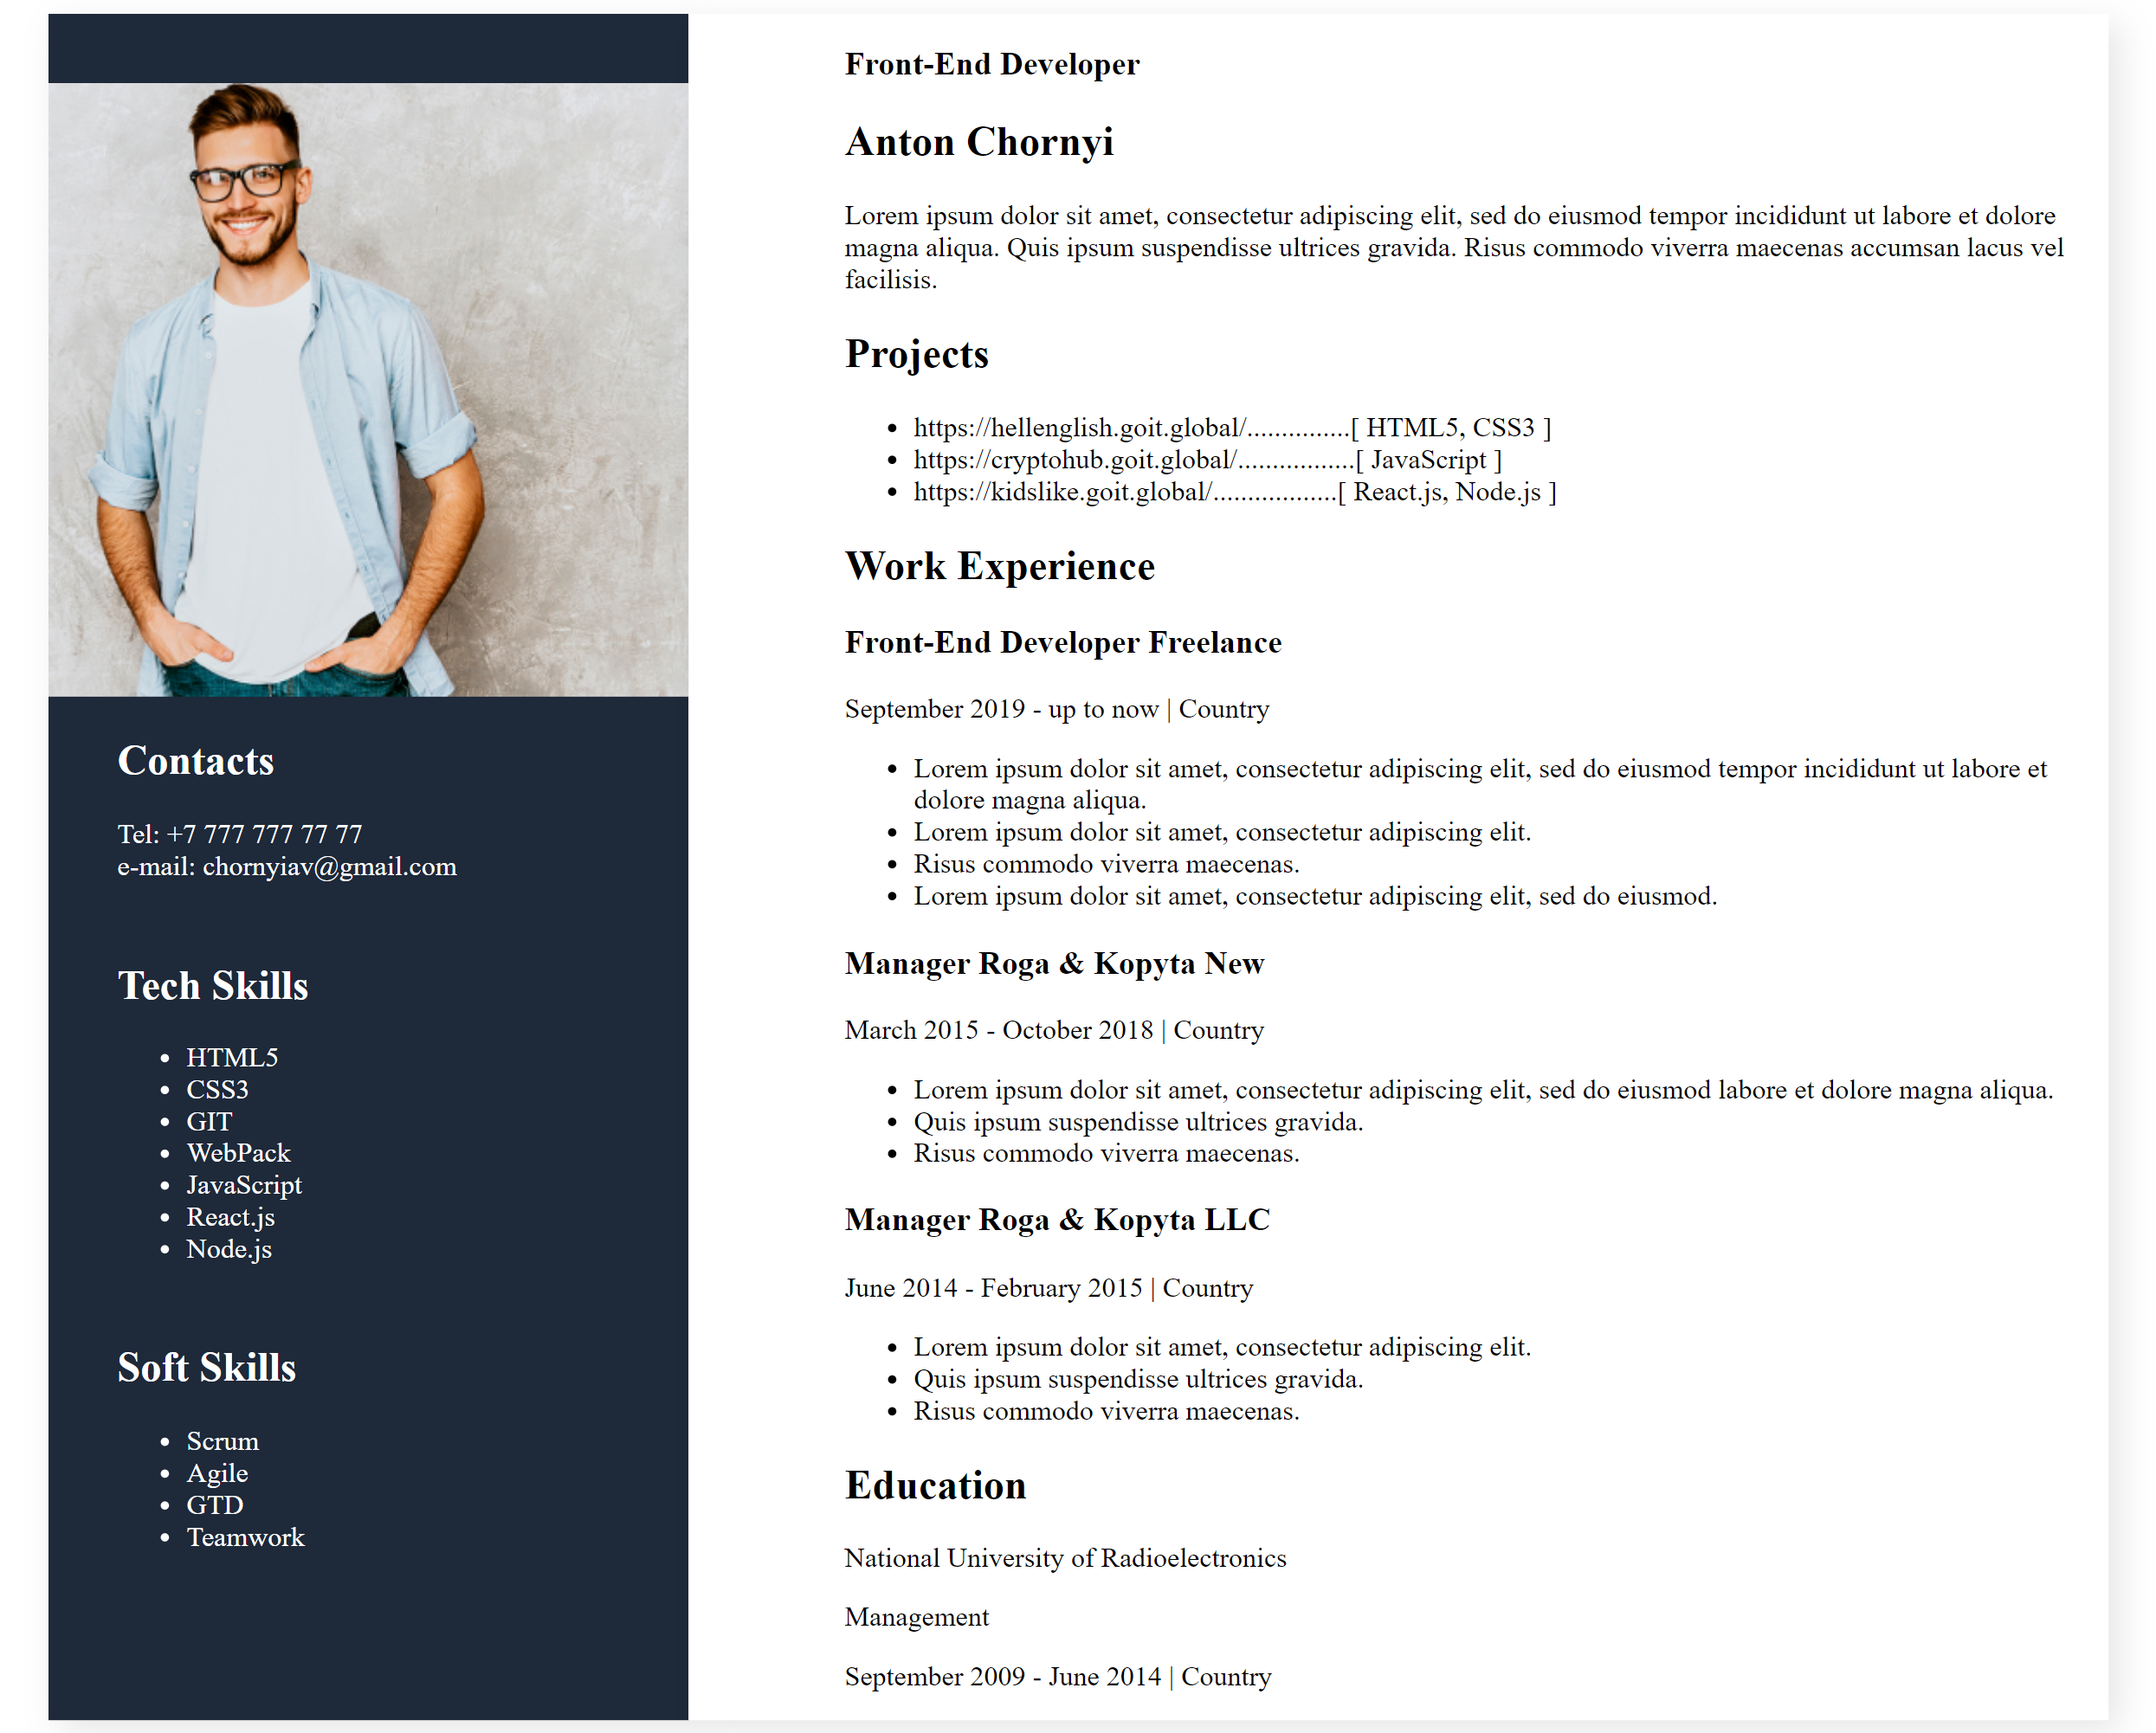 Contacts
Tel: +7 777 777 77 77
e-mail: chornyiav@gmail.com
Tech Skills
• HTML5
• CSS3
• GIT
• WebPack
• JavaScript
• React.js
• Node.js
Soft Skills
• Scrum
• Agile
• GTD
• Teamwork
Front-End Developer
Anton Chornyi
Lorem ipsum dolor sit amet, consectetur adipiscing elit, sed do eiusmod tempor incididunt ut labore et dolore
magna aliqua. Quis ipsum suspendisse ultrices gravida. Risus commodo viverra maecenas accumsan lacus vel
facilisis.
Projects
• https://hellenglish.goit.global/...............[ HTML5, CSS3 ]
• https://cryptohub.goit.global/.................[ JavaScript ]
• https://kidslike.goit.global/..................[ React.js, Node.js ]
Work Experience
Front-End Developer Freelance
September 2019 - up to now | Country
• Lorem ipsum dolor sit amet, consectetur adipiscing elit, sed do eiusmod tempor incididunt ut labore et
dolore magna aliqua.
• Lorem ipsum dolor sit amet, consectetur adipiscing elit.
• Risus commodo viverra maecenas.
• Lorem ipsum dolor sit amet, consectetur adipiscing elit, sed do eiusmod.
Manager Roga & Kopyta New
March 2015 - October 2018 | Country
• Lorem ipsum dolor sit amet, consectetur adipiscing elit, sed do eiusmod labore et dolore magna aliqua.
• Quis ipsum suspendisse ultrices gravida.
• Risus commodo viverra maecenas.
Manager Roga & Kopyta LLC
June 2014 - February 2015 | Country
• Lorem ipsum dolor sit amet, consectetur adipiscing elit.
• Quis ipsum suspendisse ultrices gravida.
• Risus commodo viverra maecenas.
Education
National University of Radioelectronics
Management
September 2009 - June 2014 | Country